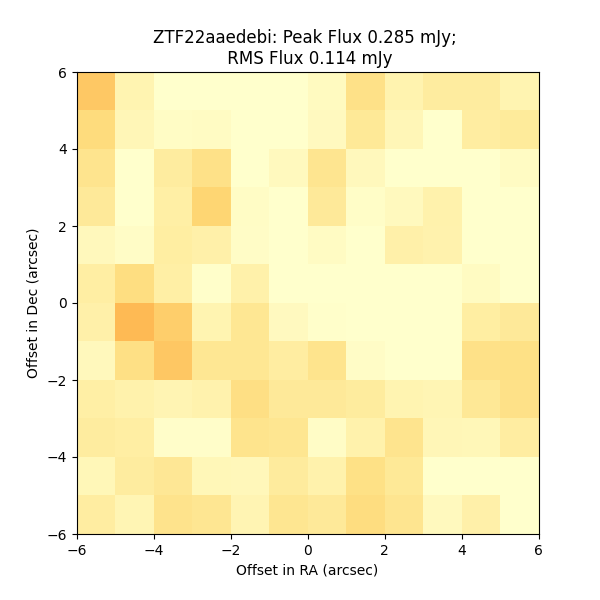 ZTF22aaedebi: Peak Flux 0.285 mJy;
RMS Flux 0.114 mJy
6
4
2
0
−2
−4
−6
Offset in Dec (arcsec)
−6 −4 −2 0 2 4 6
Offset in RA (arcsec)